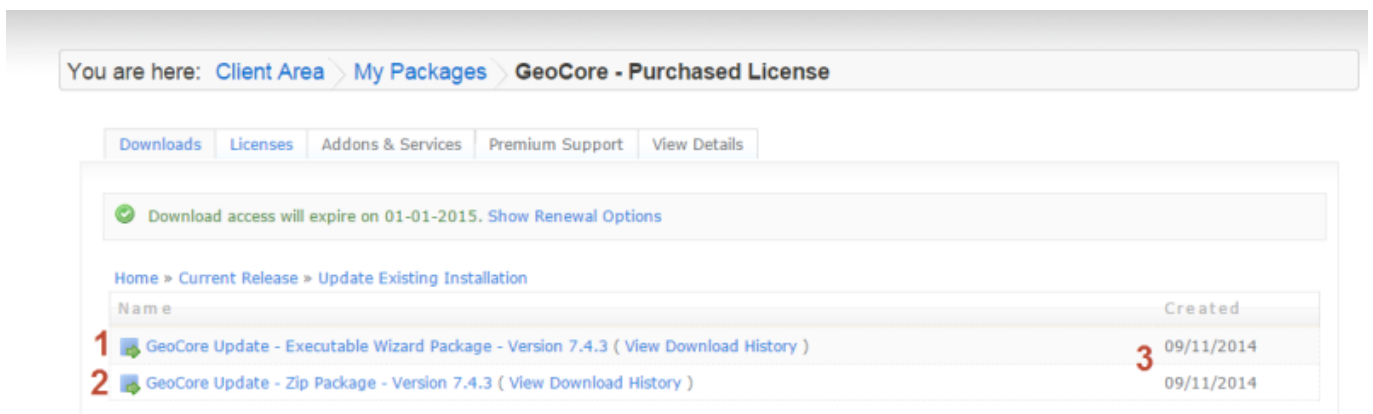 You are here: Client Area My Packages GeoCore - Purchased License
Downloads Licenses Addons & Services Premium Support View Details
Download access will expire on 01-01-2015. Show Renewal Options
Home » Current Release » Update Existing Installation
Name Created
1 GeoCore Update - Executable Wizard Package - Version 7.4.3 ( View Download History ) 3 09/11/2014
2 GeoCore Update - Zip Package - Version 7.4.3 ( View Download History ) 09/11/2014